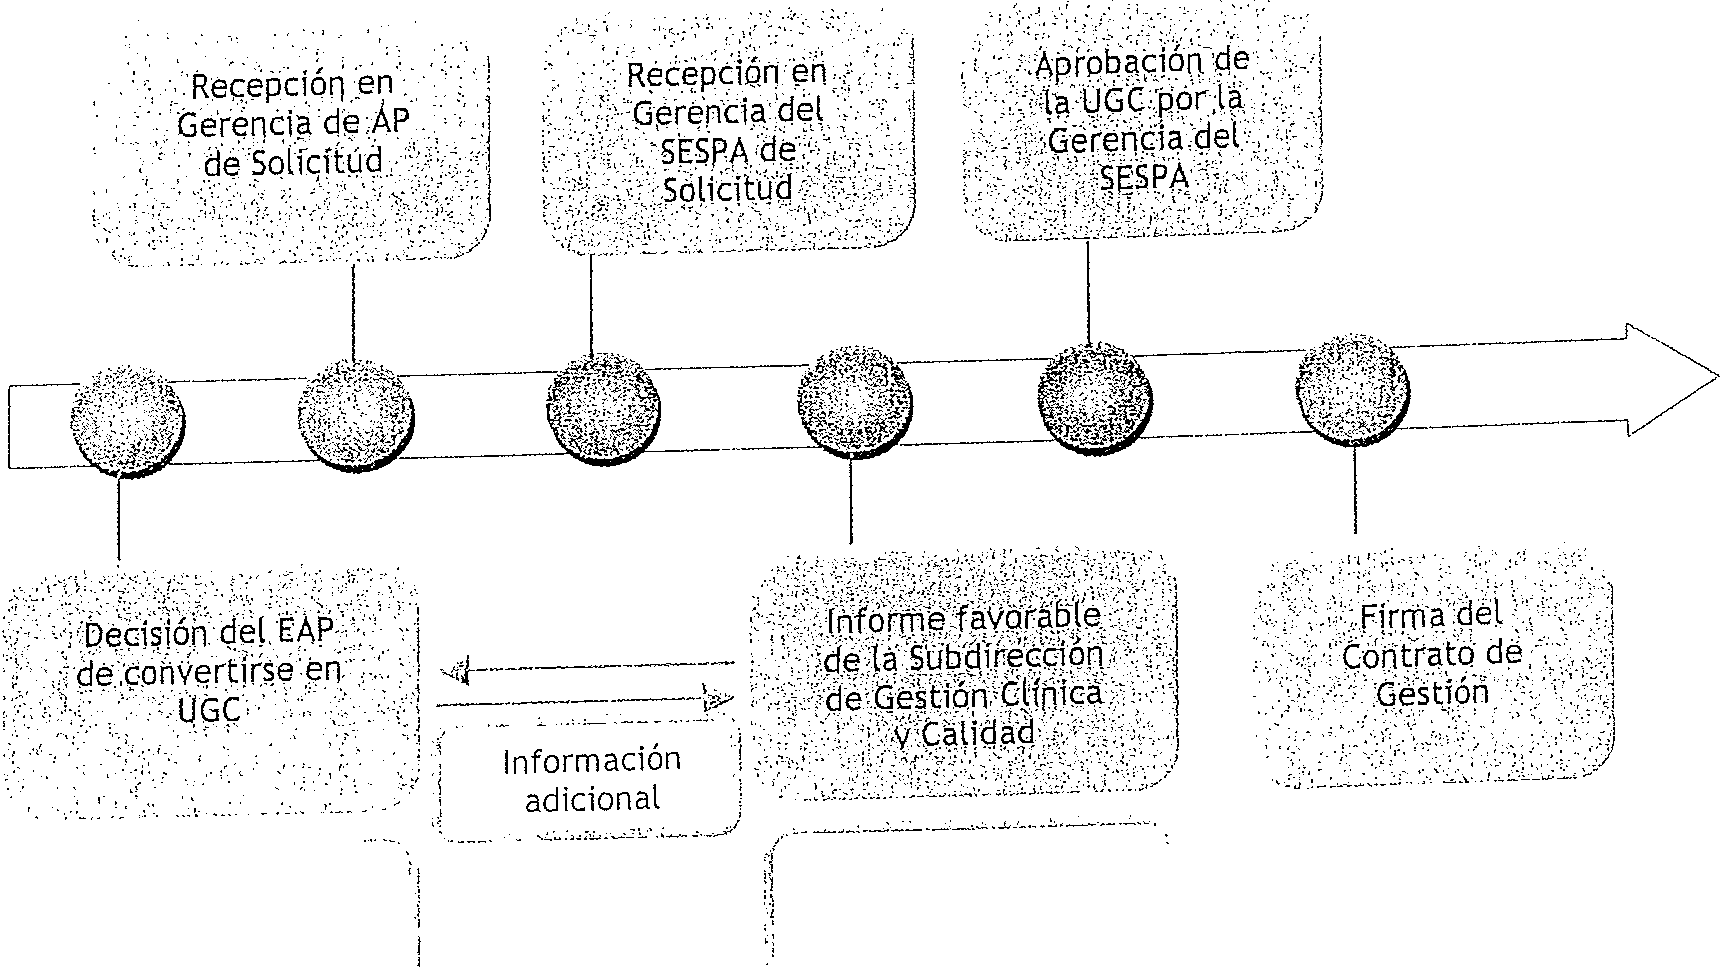 Recepción en
Gerencia de AP
de Solicitud
Recepción en
Gerencia del
SESPA de
Solicitud
Aprobación de
la UGC por la
Gerencia del
SESPA
Decisión del EAP
de convertirse en
UGC
Información
adicional
Informe favorable
de la Subdirección
de Gestión Clínica
y Calidad
Firma del
Contrato de
Gestión